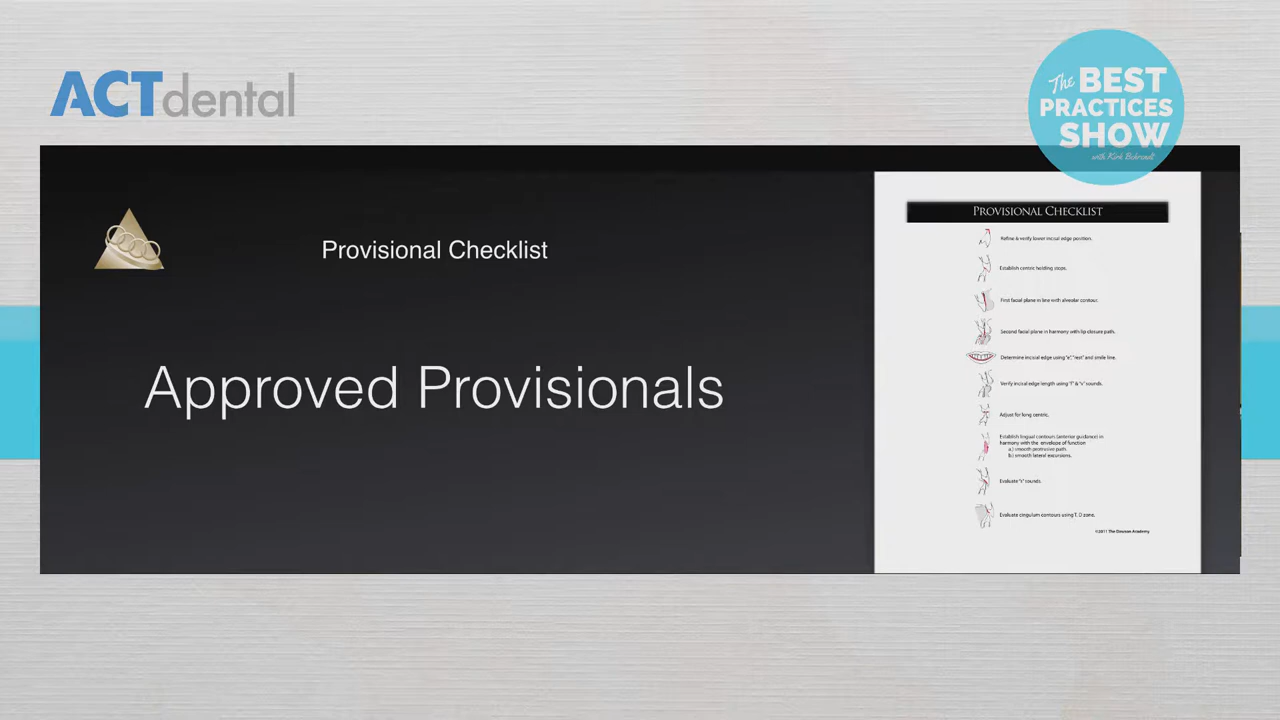 ACTdental
The BEST
PRACTICES
SHOW
with Kirk Behrendt
Provisional Checklist
Approved Provisionals
PROVISIONAL CHECKLIST
Refine & verify lower incisal edge position.
Establish centric holding stops.
First facial plane in line with alveolar contour.
Second facial plane in harmony with lip closure path.
Determine incisal edge using "e", "rest" and smile line.
Verify incisal edge length using "f" & "v" sounds.
Adjust for long centric.
Establish lingual contours (anterior guidance) in
harmony with the envelope of function
a.) smooth protrusive path.
b.) smooth lateral excursions.
Evaluate "s" sounds.
Evaluate cingulum contours using T, D zone.
©2011 The Dawson Academy